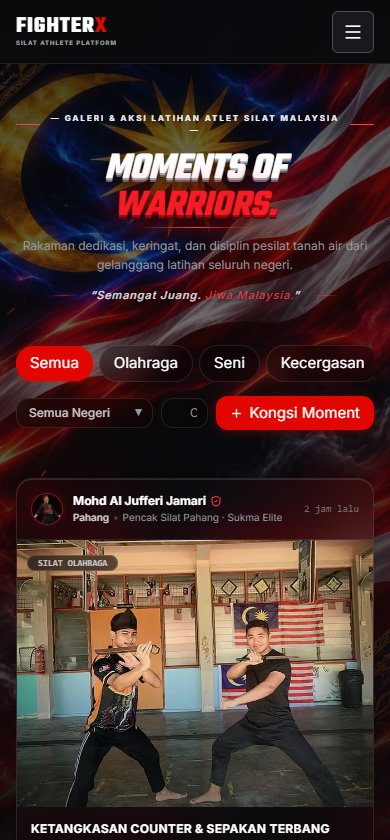 FIGHTERX
SILAT ATHLETE PLATFORM
— GALERI & AKSI LATIHAN ATLET SILAT MALAYSIA
—
MOMENTS OF
WARRIORS.
Rakaman dedikasi, keringat, dan disiplin pesilat tanah air dari
gelanggang latihan seluruh negeri.
"Semangat Juang. Jiwa Malaysia."
Semua
Olahraga
Seni
Kecergasan
Semua Negeri ▼
C
+ Kongsi Moment
Mohd Al Jufferi Jamari
2 jam lalu
Pahang • Pencak Silat Pahang · Sukma Elite
SILAT OLAHRAGA
KETANGKASAN COUNTER & SEPAKAN TERBANG